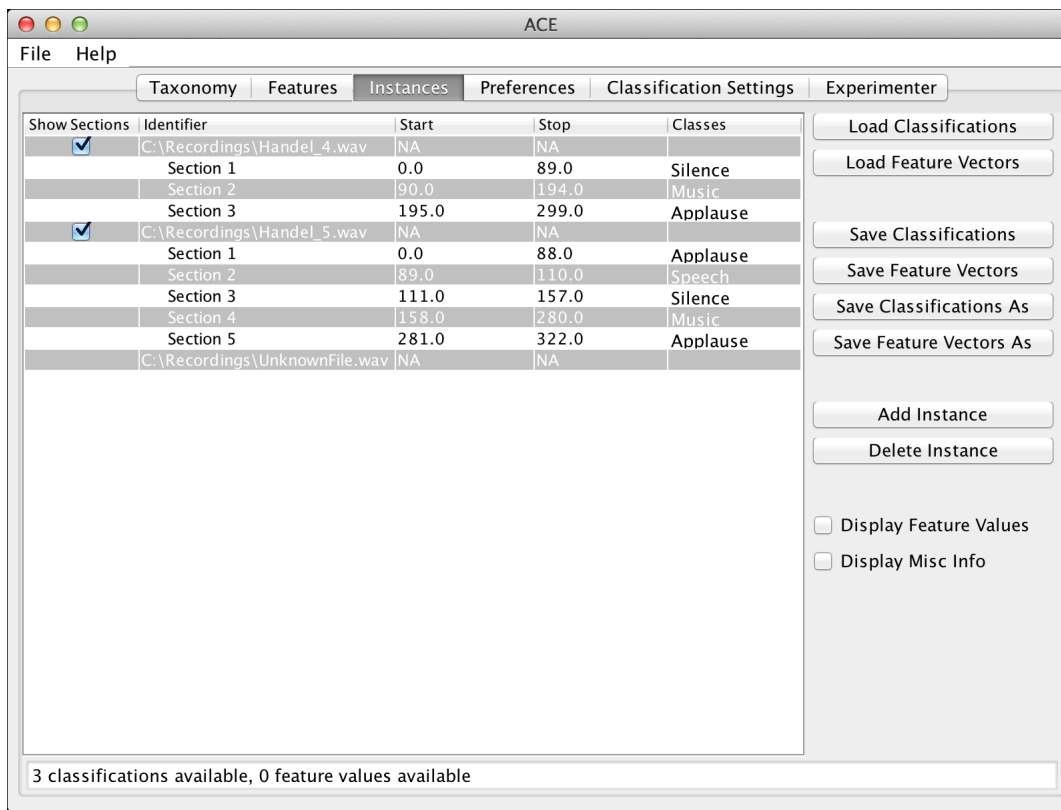 ACE
File Help
Taxonomy Features Instances Preferences Classification Settings Experimenter
Show Sections Identifier Start Stop Classes
C:\Recordings\Handel_4.wav NA NA
Section 1 0.0 89.0 Silence
Section 2 90.0 194.0 Music
Section 3 195.0 299.0 Applause
C:\Recordings\Handel_5.wav NA NA
Section 1 0.0 88.0 Applause
Section 2 89.0 110.0 Speech
Section 3 111.0 157.0 Silence
Section 4 158.0 280.0 Music
Section 5 281.0 322.0 Applause
C:\Recordings\UnknownFile.wav NA NA
Load Classifications
Load Feature Vectors
Save Classifications
Save Feature Vectors
Save Classifications As
Save Feature Vectors As
Add Instance
Delete Instance
Display Feature Values
Display Misc Info
3 classifications available, 0 feature values available